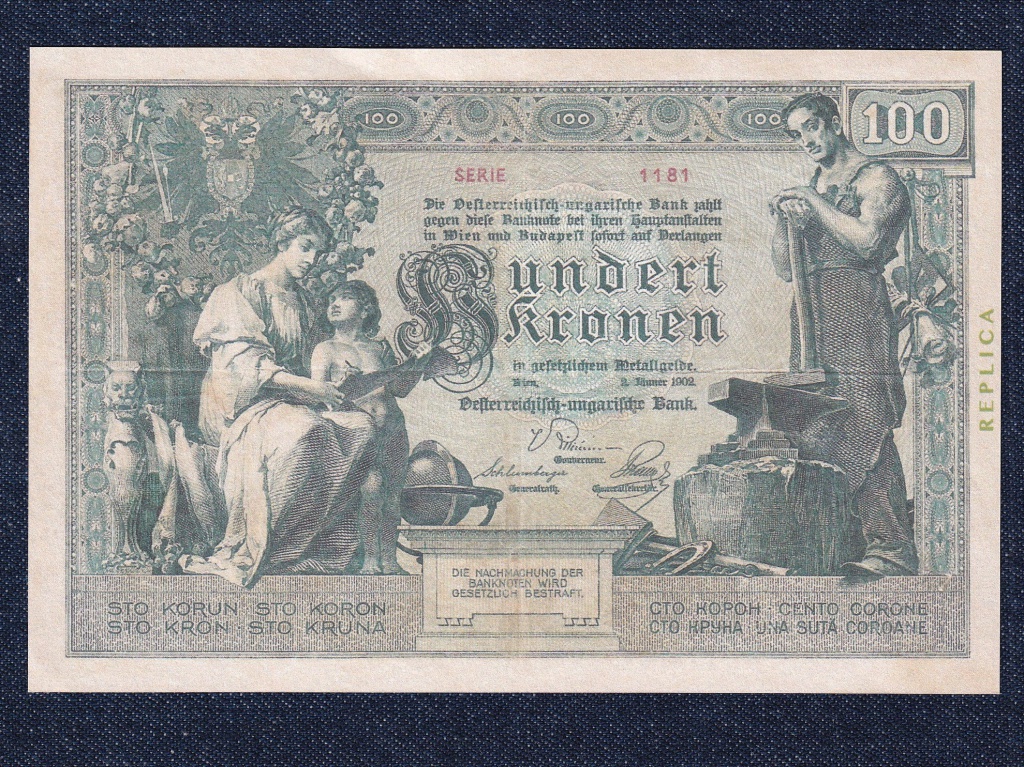 100 100 100 100
SERIE 1181
Die Oesterreichisch-ungarische Bank zahlt
gegen diese Banknote bei ihren Hauptanstalten
in Wien und Budapest sofort auf Verlangen
Hundert
Kronen
in gesetzlichem Metallgelde.
Wien, 2. Jänner 1902.
Oesterreichisch-ungarische Bank.
Gouverneur.
Schlumberger
Generalrath. Generalsekretär.
DIE NACHMACHUNG DER
BANKNOTEN WIRD
GESETZLICH BESTRAFT.
STO KORUN · STO KORON
STO KRON · STO KRUNA
СТО КОРОН · CENTO CORONE
СТО КРУНА · UNA SUTĂ COROANE
REPLICA